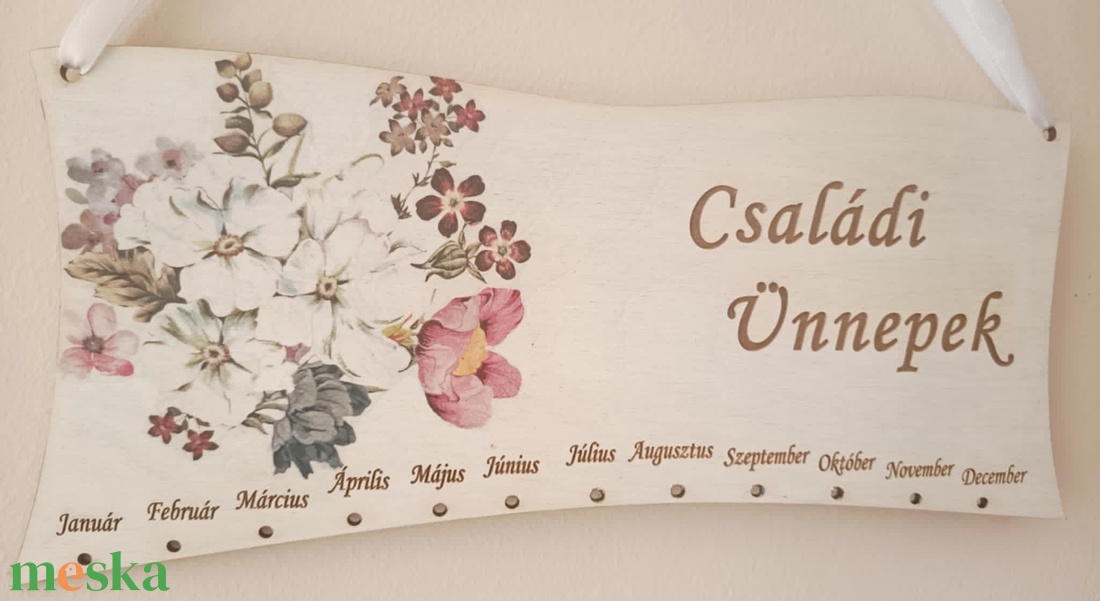 Családi
Ünnepek
Január Február Március Április Május Június Július Augusztus Szeptember Október November December
meska